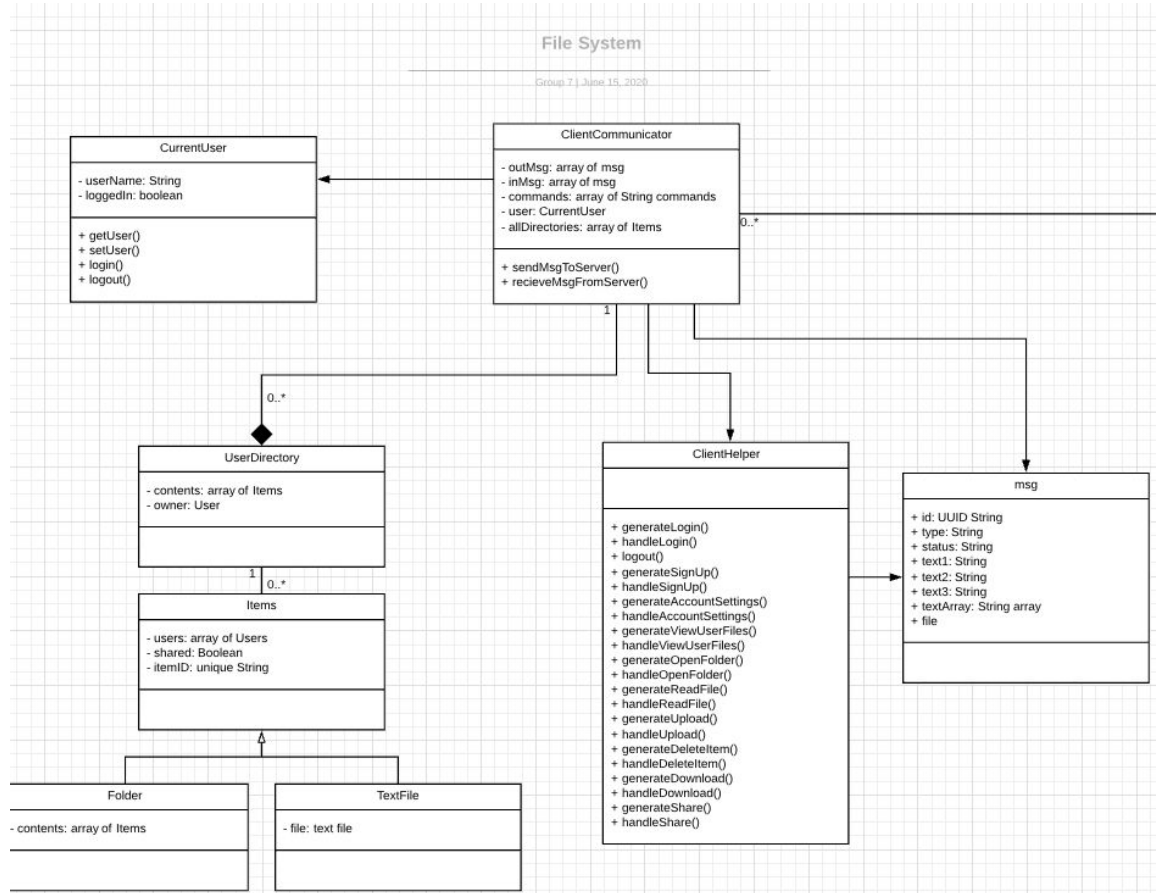 File System
Group 7 | June 15, 2020
CurrentUser
- userName: String
- loggedIn: boolean
+ getUser()
+ setUser()
+ login()
+ logout()
ClientCommunicator
- outMsg: array of msg
- inMsg: array of msg
- commands: array of String commands
- user: CurrentUser
- allDirectories: array of Items
+ sendMsgToServer()
+ recieveMsgFromServer()
0..*
1
0..*
UserDirectory
- contents: array of Items
- owner: User
1
0..*
Items
- users: array of Users
- shared: Boolean
- itemID: unique String
Folder
- contents: array of Items
TextFile
- file: text file
ClientHelper
+ generateLogin()
+ handleLogin()
+ logout()
+ generateSignUp()
+ handleSignUp()
+ generateAccountSettings()
+ handleAccountSettings()
+ generateViewUserFiles()
+ handleViewUserFiles()
+ generateOpenFolder()
+ handleOpenFolder()
+ generateReadFile()
+ handleReadFile()
+ generateUpload()
+ handleUpload()
+ generateDeleteItem()
+ handleDeleteItem()
+ generateDownload()
+ handleDownload()
+ generateShare()
+ handleShare()
msg
+ id: UUID String
+ type: String
+ status: String
+ text1: String
+ text2: String
+ text3: String
+ textArray: String array
+ file